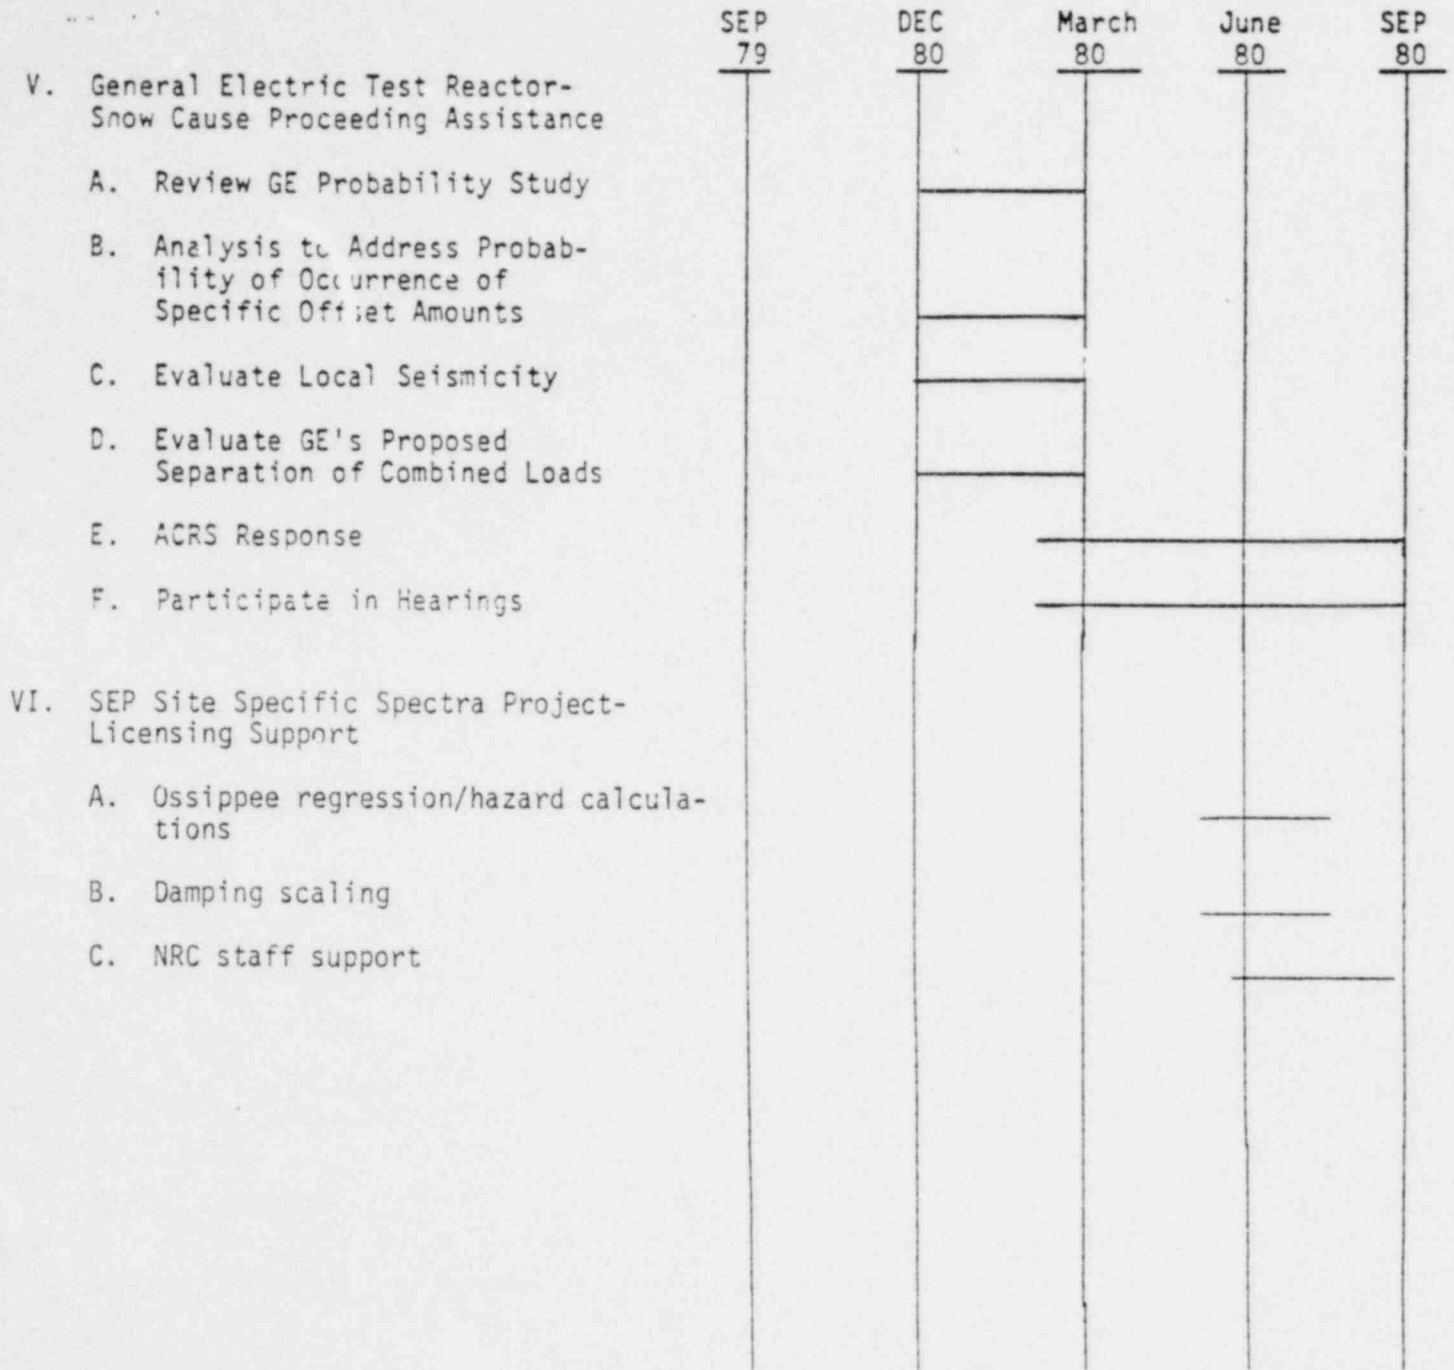 SEP DEC March June SEP
79 80 80 80 80
V. General Electric Test Reactor-
Snow Cause Proceeding Assistance
A. Review GE Probability Study
B. Analysis to Address Probab-
ility of Occurrence of
Specific Offset Amounts
C. Evaluate Local Seismicity
D. Evaluate GE's Proposed
Separation of Combined Loads
E. ACRS Response
F. Participate in Hearings
VI. SEP Site Specific Spectra Project-
Licensing Support
A. Ossippee regression/hazard calcula-
tions
B. Damping scaling
C. NRC staff support